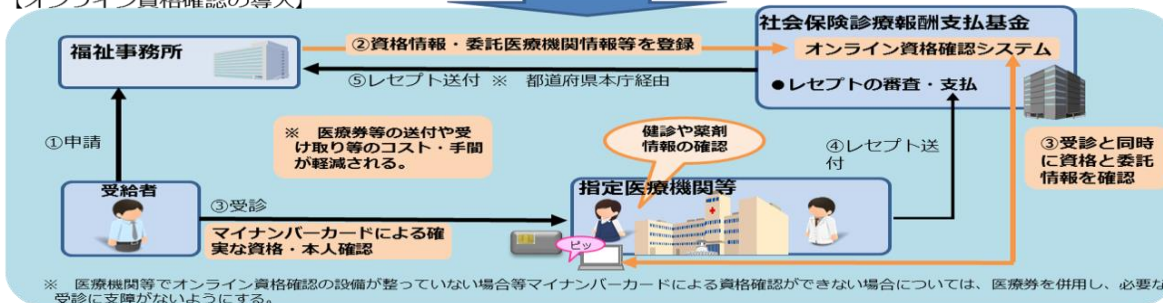 【オンライン資格確認の導入】
社会保険診療報酬支払基金
オンライン資格確認システム
●レセプトの審査・支払
福祉事務所
②資格情報・委託医療機関情報等を登録
⑤レセプト送付 ※ 都道府県本庁経由
①申請
※ 医療券等の送付や受
け取り等のコスト・手間
が軽減される。
健診や薬剤
情報の確認
④レセプト送
付
③受診と同時
に資格と委託
情報を確認
受給者
③受診
マイナンバーカードによる確
実な資格・本人確認
指定医療機関等
ピッ
※ 医療機関等でオンライン資格確認の設備が整っていない場合等マイナンバーカードによる資格確認ができない場合については、医療券を併用し、必要な
受診に支障がないようにする。